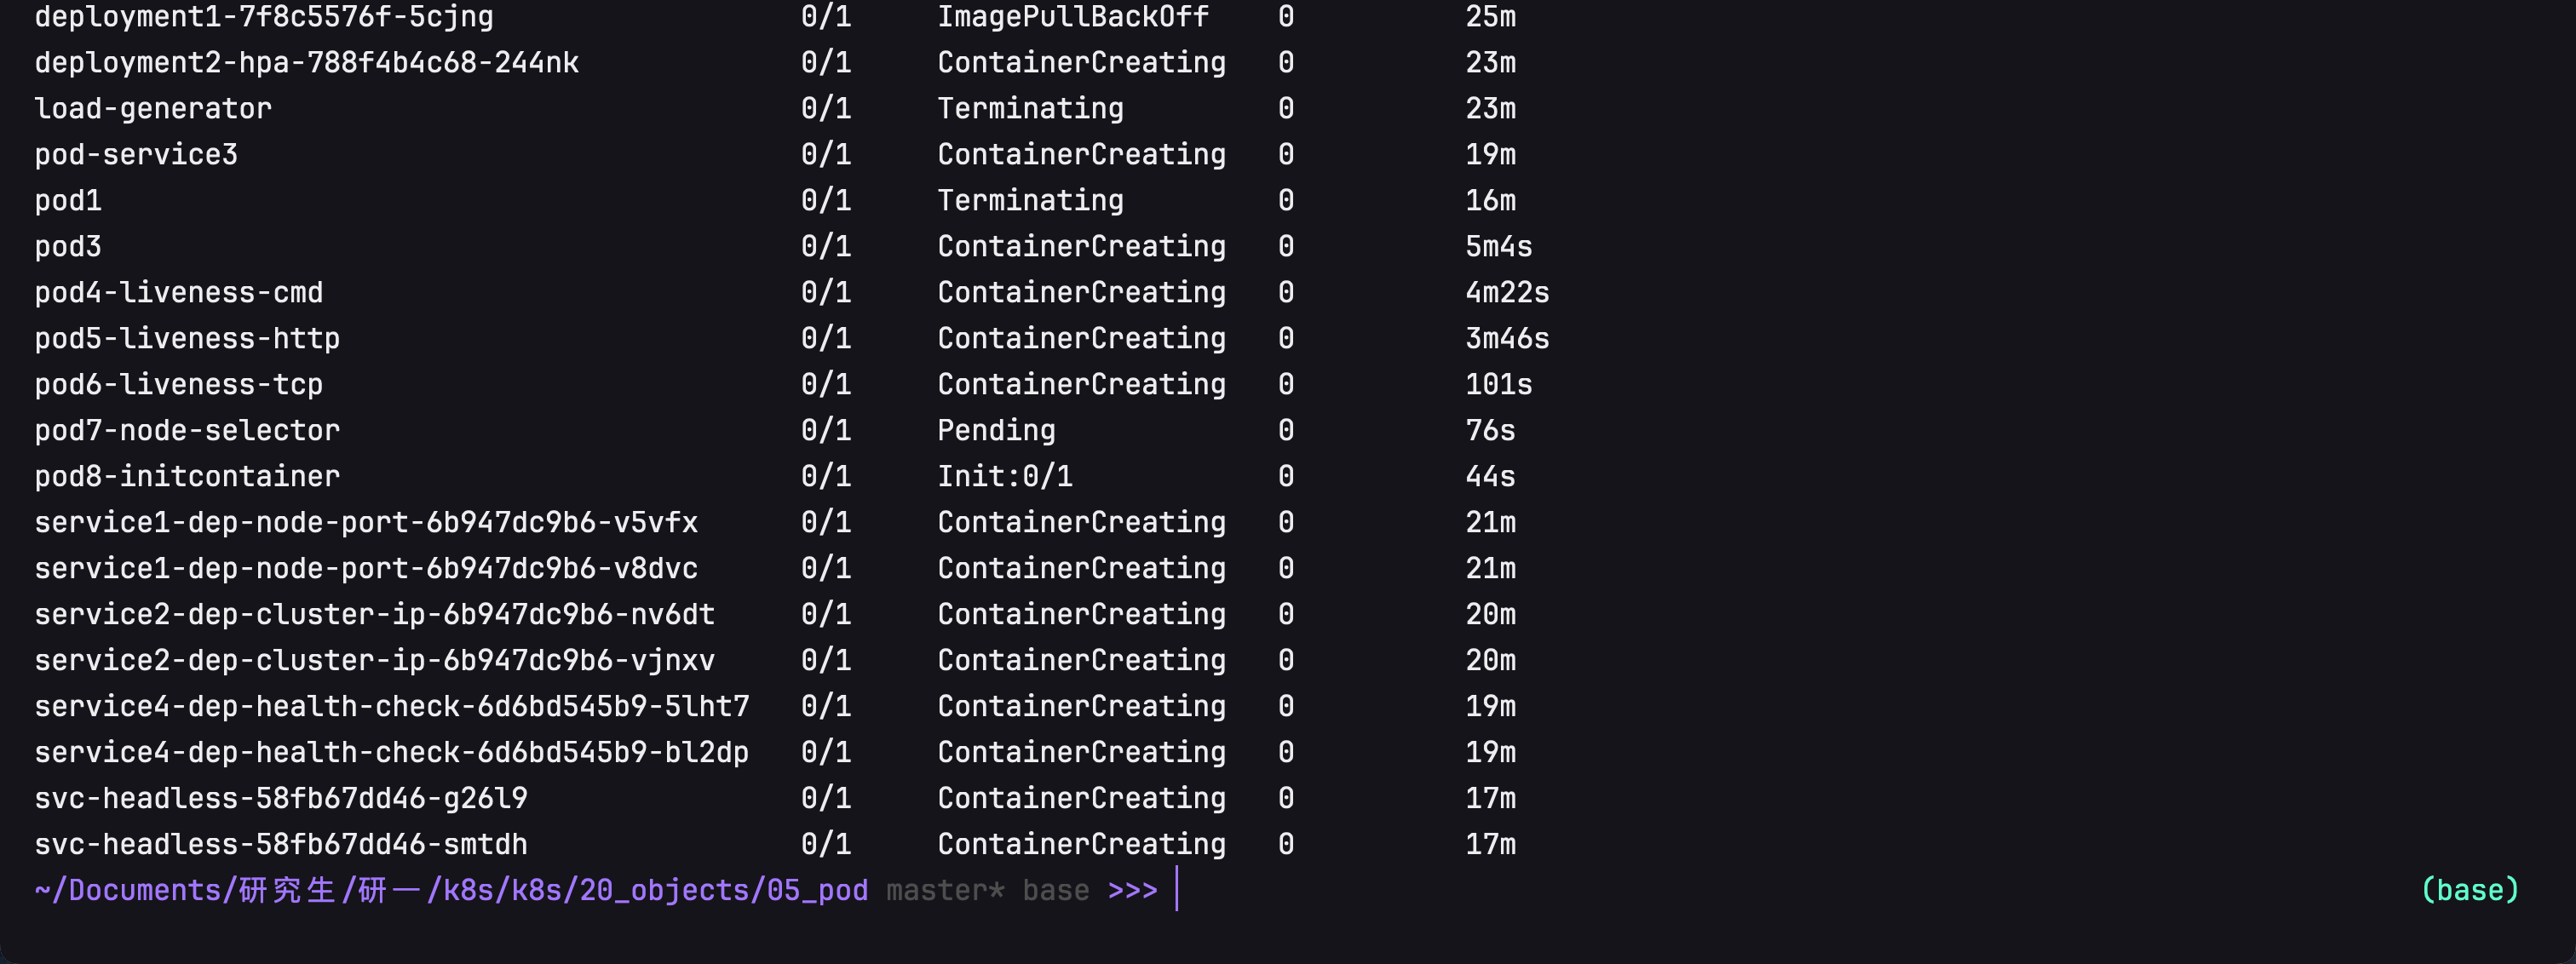 deployment1-7f8c5576f-5cjng 0/1 ImagePullBackOff 0 25m
deployment2-hpa-788f4b4c68-244nk 0/1 ContainerCreating 0 23m
load-generator 0/1 Terminating 0 23m
pod-service3 0/1 ContainerCreating 0 19m
pod1 0/1 Terminating 0 16m
pod3 0/1 ContainerCreating 0 5m4s
pod4-liveness-cmd 0/1 ContainerCreating 0 4m22s
pod5-liveness-http 0/1 ContainerCreating 0 3m46s
pod6-liveness-tcp 0/1 ContainerCreating 0 101s
pod7-node-selector 0/1 Pending 0 76s
pod8-initcontainer 0/1 Init:0/1 0 44s
service1-dep-node-port-6b947dc9b6-v5vfx 0/1 ContainerCreating 0 21m
service1-dep-node-port-6b947dc9b6-v8dvc 0/1 ContainerCreating 0 21m
service2-dep-cluster-ip-6b947dc9b6-nv6dt 0/1 ContainerCreating 0 20m
service2-dep-cluster-ip-6b947dc9b6-vjnxv 0/1 ContainerCreating 0 20m
service4-dep-health-check-6d6bd545b9-5lht7 0/1 ContainerCreating 0 19m
service4-dep-health-check-6d6bd545b9-bl2dp 0/1 ContainerCreating 0 19m
svc-headless-58fb67dd46-g26l9 0/1 ContainerCreating 0 17m
svc-headless-58fb67dd46-smtdh 0/1 ContainerCreating 0 17m
~/Documents/研究生/研一/k8s/k8s/20_objects/05_pod master* base >>> (base)